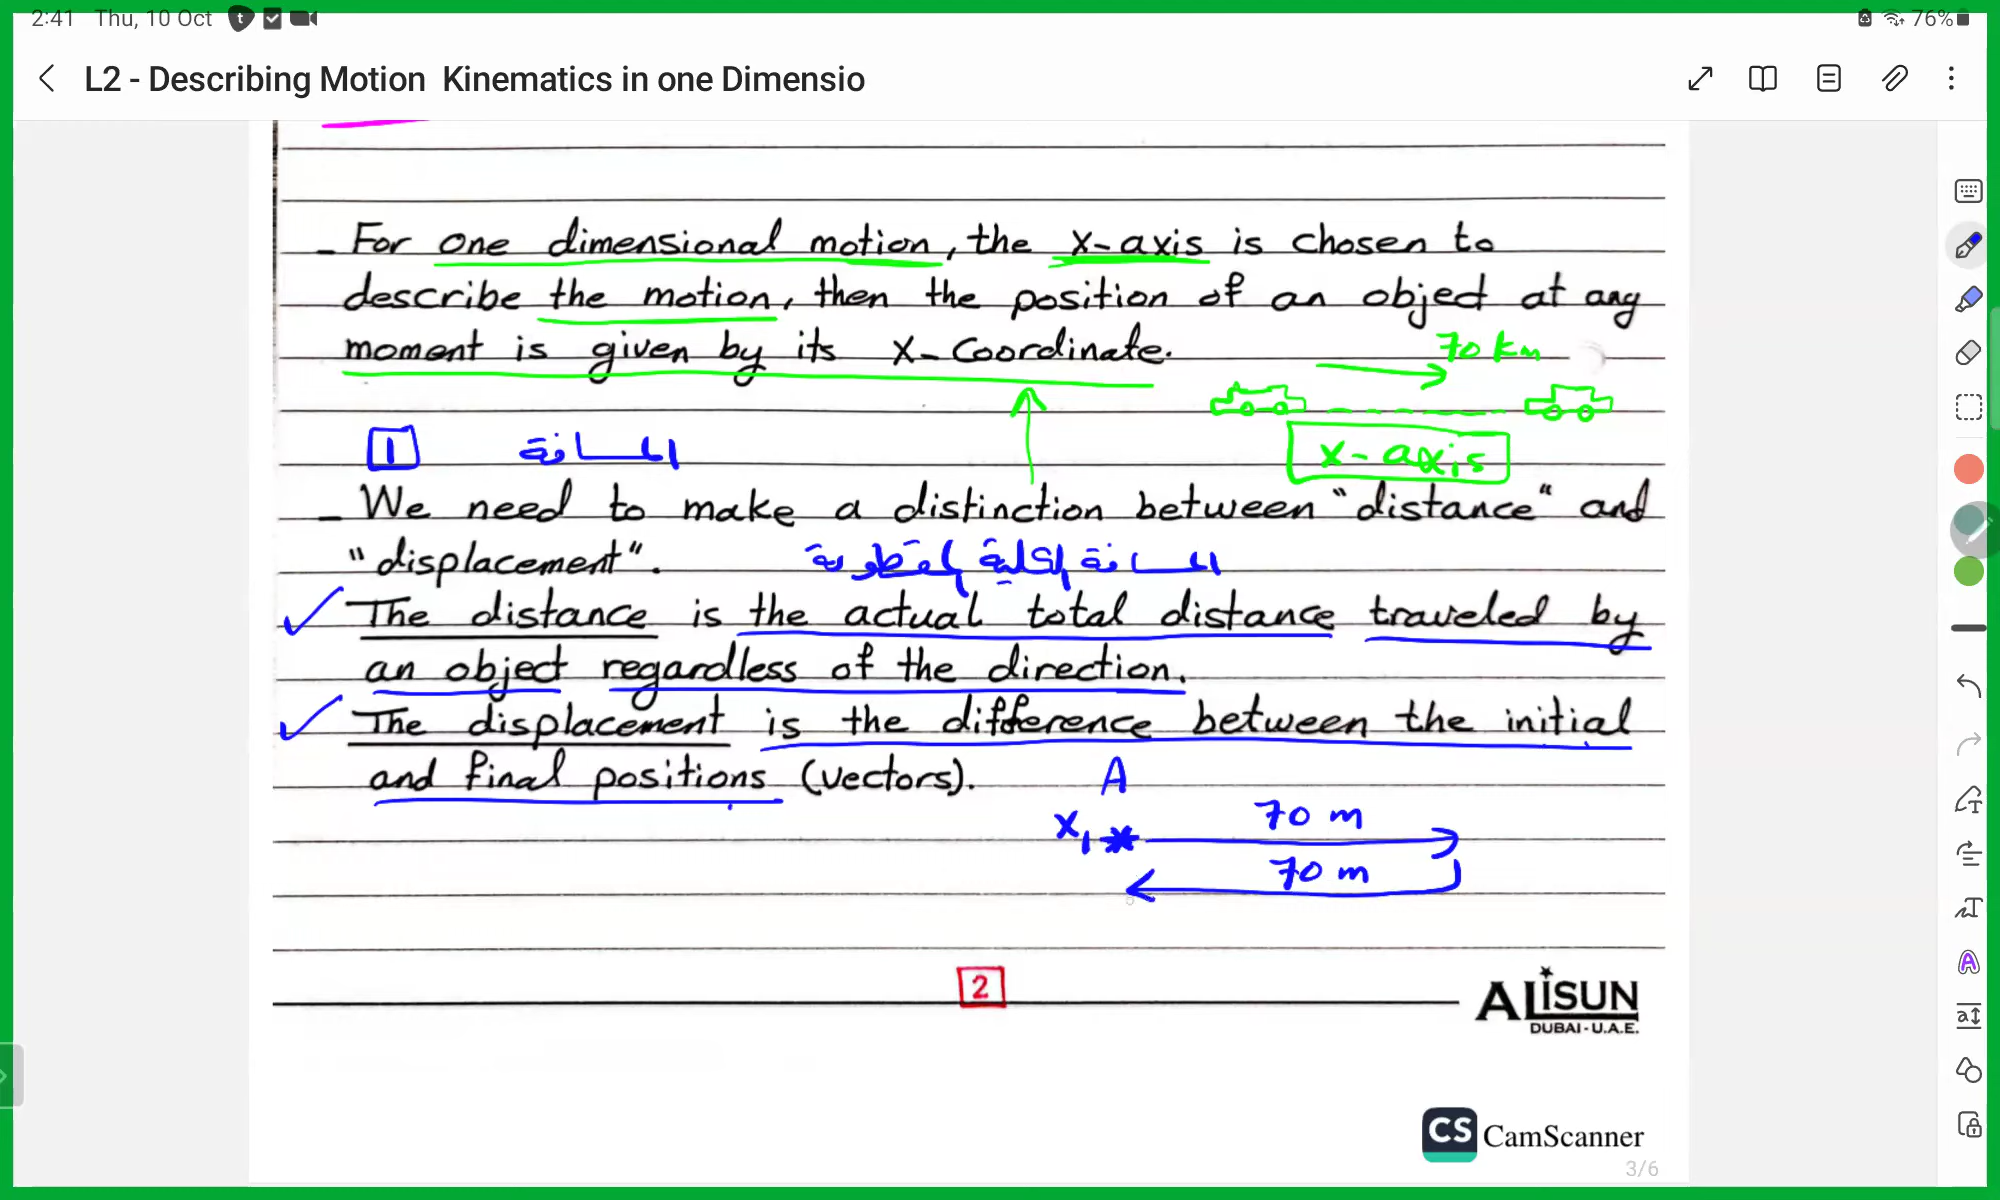 2:41 Thu, 10 Oct t 76%
L2 - Describing Motion Kinematics in one Dimensio
- For one dimensional motion, the x-axis is chosen to
describe the motion, then the position of an object at any
moment is given by its X-Coordinate.
70 km
x-axis
1 المسافة
- We need to make a distinction between "distance" and
"displacement".
المسافة الكلية المقطوعة
The distance is the actual total distance traveled by
an object regardless of the direction.
The displacement is the difference between the initial
and final positions (vectors).
A
x₁ 70 m
70 m
2
ALISUN
DUBAI-U.A.E.
CS CamScanner
3/6